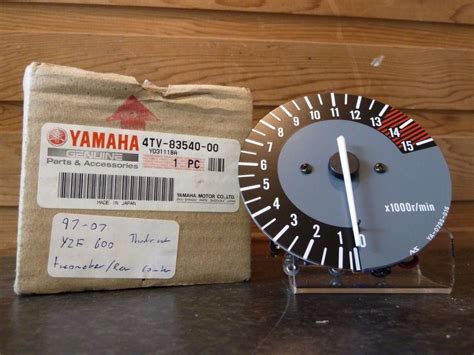 YAMAHA
GENUINE
Parts & Accessories
4TV-83540-00
Y031118A
1 PC
YAMAHA MOTOR CO., LTD.
MADE IN JAPAN
97-07
YZF 600 Thundercat
Tacometer/Rev Counter
0
1
2
3
4
5
6
7
8
9
10
11
12
13
14
15
x1000r/min